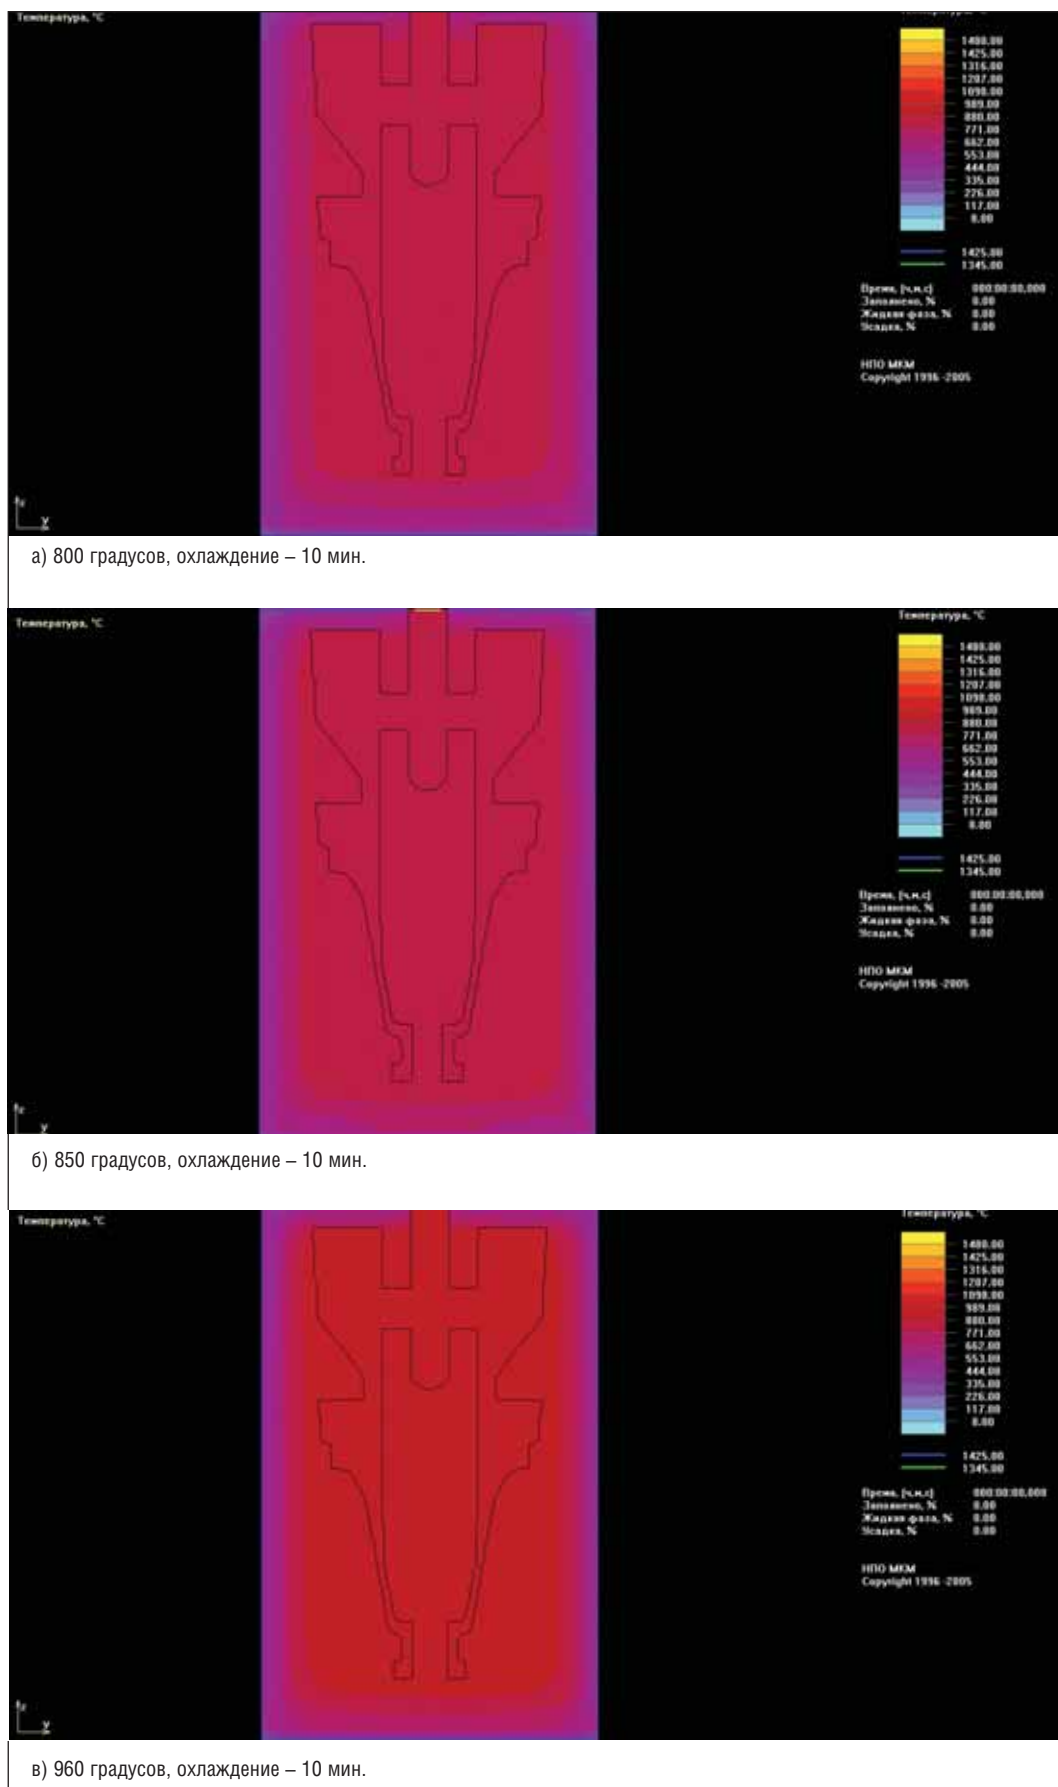 Температура, °C
Температура, °C
1480.00
1425.00
1316.00
1207.00
1098.00
989.00
880.00
771.00
662.00
553.00
444.00
335.00
226.00
117.00
8.00
1425.00
1345.00
Время, [ч,м,с] 000:00:00,000
Заполнено, % 0.00
Жидкая фаза, % 0.00
Усадка, % 0.00
НПО МКМ
Copyright 1996 -2005
z
y
а) 800 градусов, охлаждение – 10 мин.
Температура, °C
Температура, °C
1480.00
1425.00
1316.00
1207.00
1098.00
989.00
880.00
771.00
662.00
553.00
444.00
335.00
226.00
117.00
8.00
1425.00
1345.00
Время, [ч,м,с] 000:00:00,000
Заполнено, % 0.00
Жидкая фаза, % 0.00
Усадка, % 0.00
НПО МКМ
Copyright 1996 -2005
z
y
б) 850 градусов, охлаждение – 10 мин.
Температура, °C
Температура, °C
1480.00
1425.00
1316.00
1207.00
1098.00
989.00
880.00
771.00
662.00
553.00
444.00
335.00
226.00
117.00
8.00
1425.00
1345.00
Время, [ч,м,с] 000:00:00,000
Заполнено, % 0.00
Жидкая фаза, % 0.00
Усадка, % 0.00
НПО МКМ
Copyright 1996 -2005
z
y
в) 960 градусов, охлаждение – 10 мин.